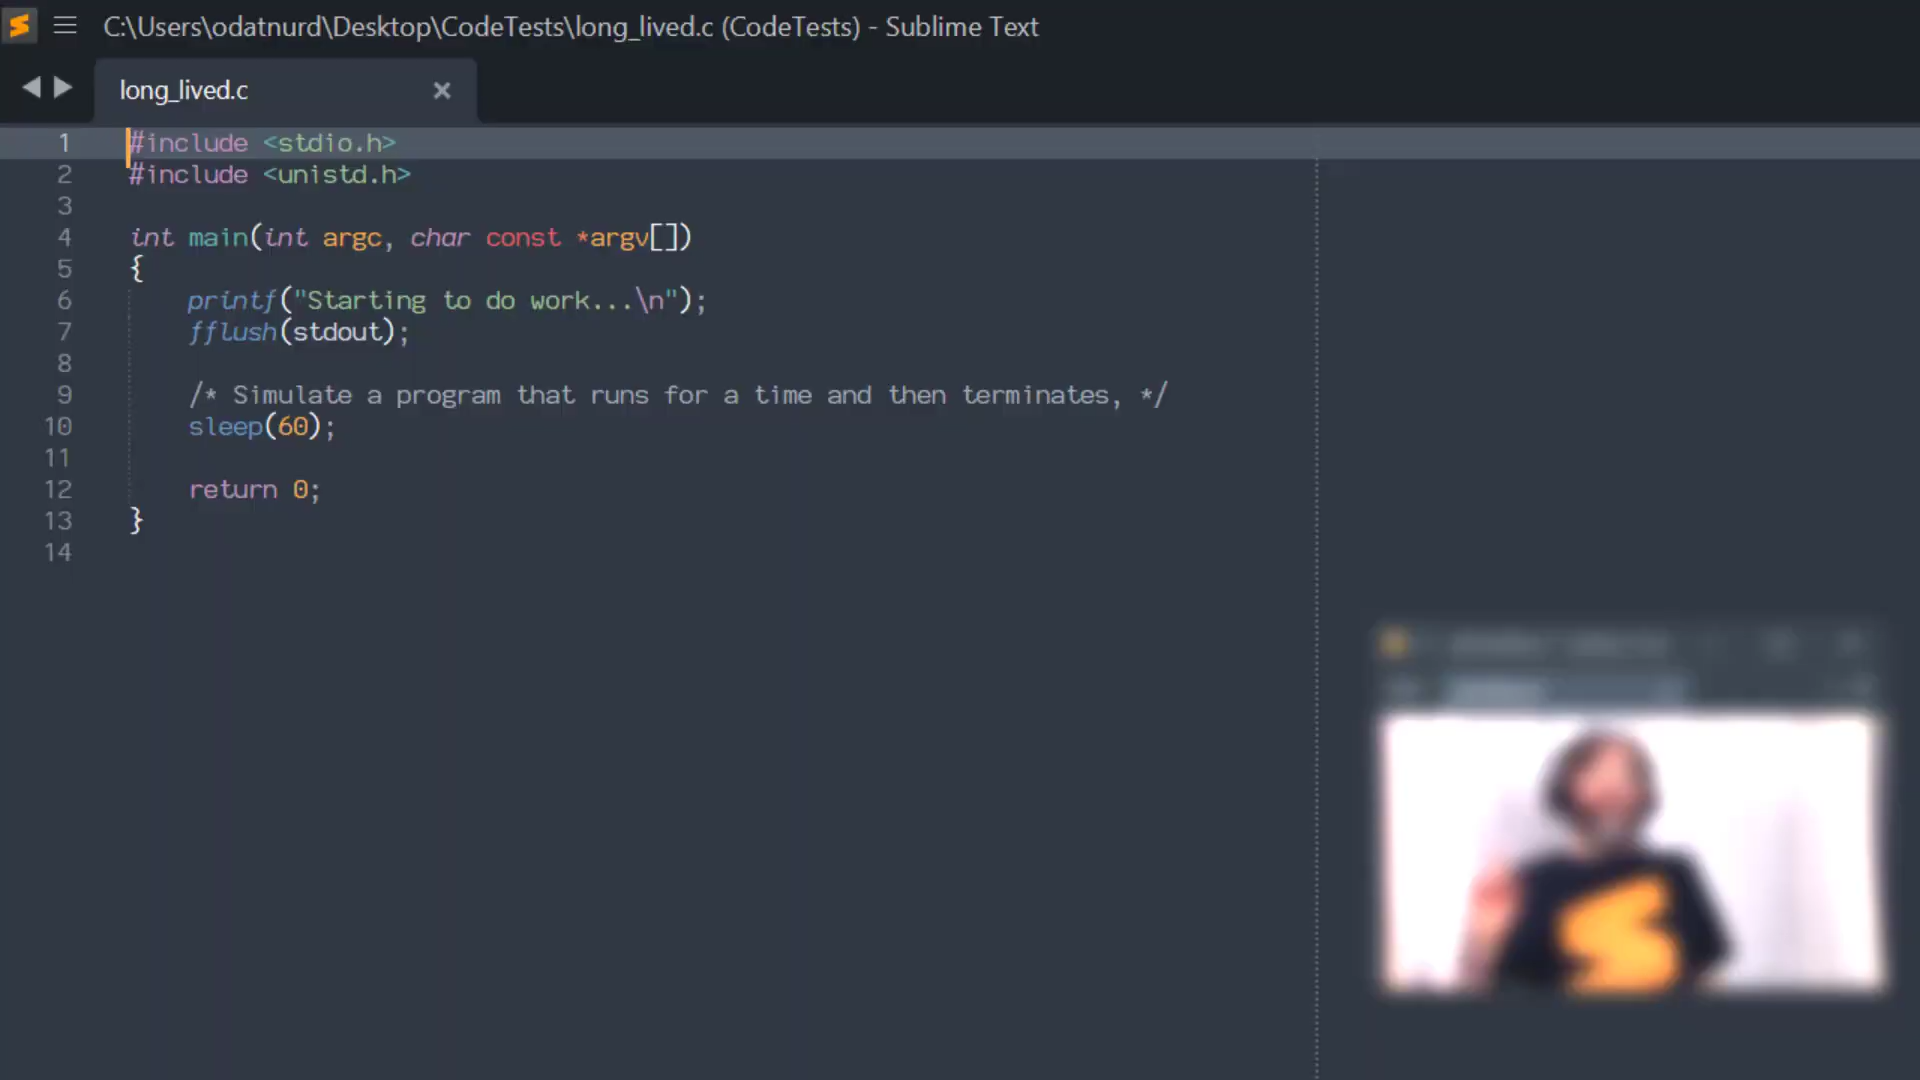 C:\Users\odatnurd\Desktop\CodeTests\long_lived.c (CodeTests) - Sublime Text
long_lived.c
1 #include <stdio.h>
2 #include <unistd.h>
3
4 int main(int argc, char const *argv[])
5 {
6     printf("Starting to do work...\n");
7     fflush(stdout);
8
9     /* Simulate a program that runs for a time and then terminates, */
10     sleep(60);
11
12     return 0;
13 }
14